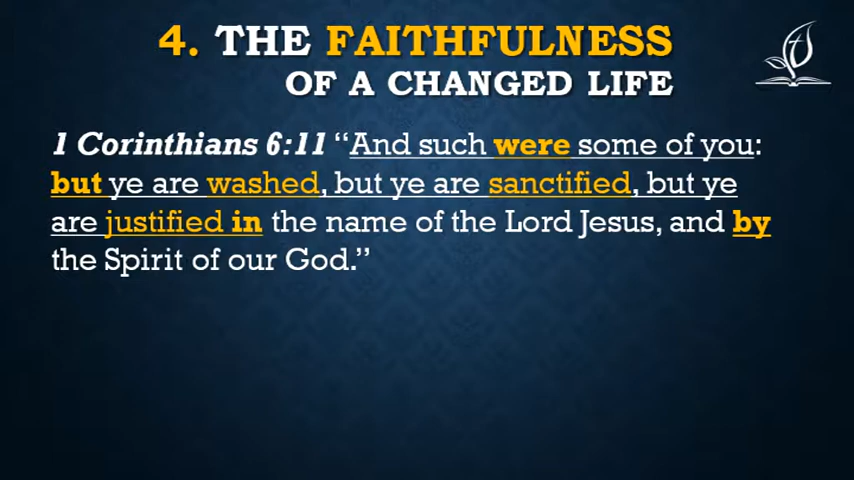 4. THE FAITHFULNESS
OF A CHANGED LIFE
1 Corinthians 6:11 “And such were some of you:
but ye are washed, but ye are sanctified, but ye
are justified in the name of the Lord Jesus, and by
the Spirit of our God.”